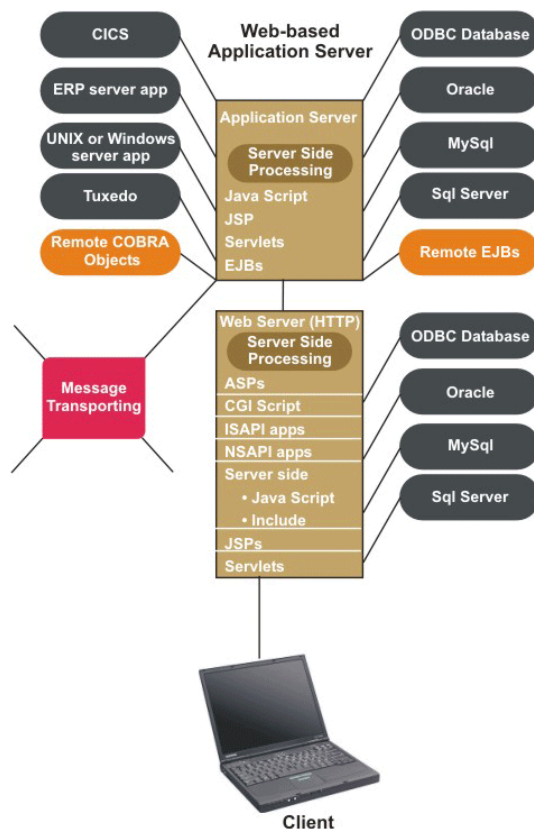 Web-based
Application Server
CICS
ERP server app
UNIX or Windows
server app
Tuxedo
Remote COBRA
Objects
Application Server
Server Side
Processing
Java Script
JSP
Servlets
EJBs
ODBC Database
Oracle
MySql
Sql Server
Remote EJBs
Message
Transporting
Web Server (HTTP)
Server Side
Processing
ASPs
CGI Script
ISAPI apps
NSAPI apps
Server side
• Java Script
• Include
JSPs
Servlets
ODBC Database
Oracle
MySql
Sql Server
Client